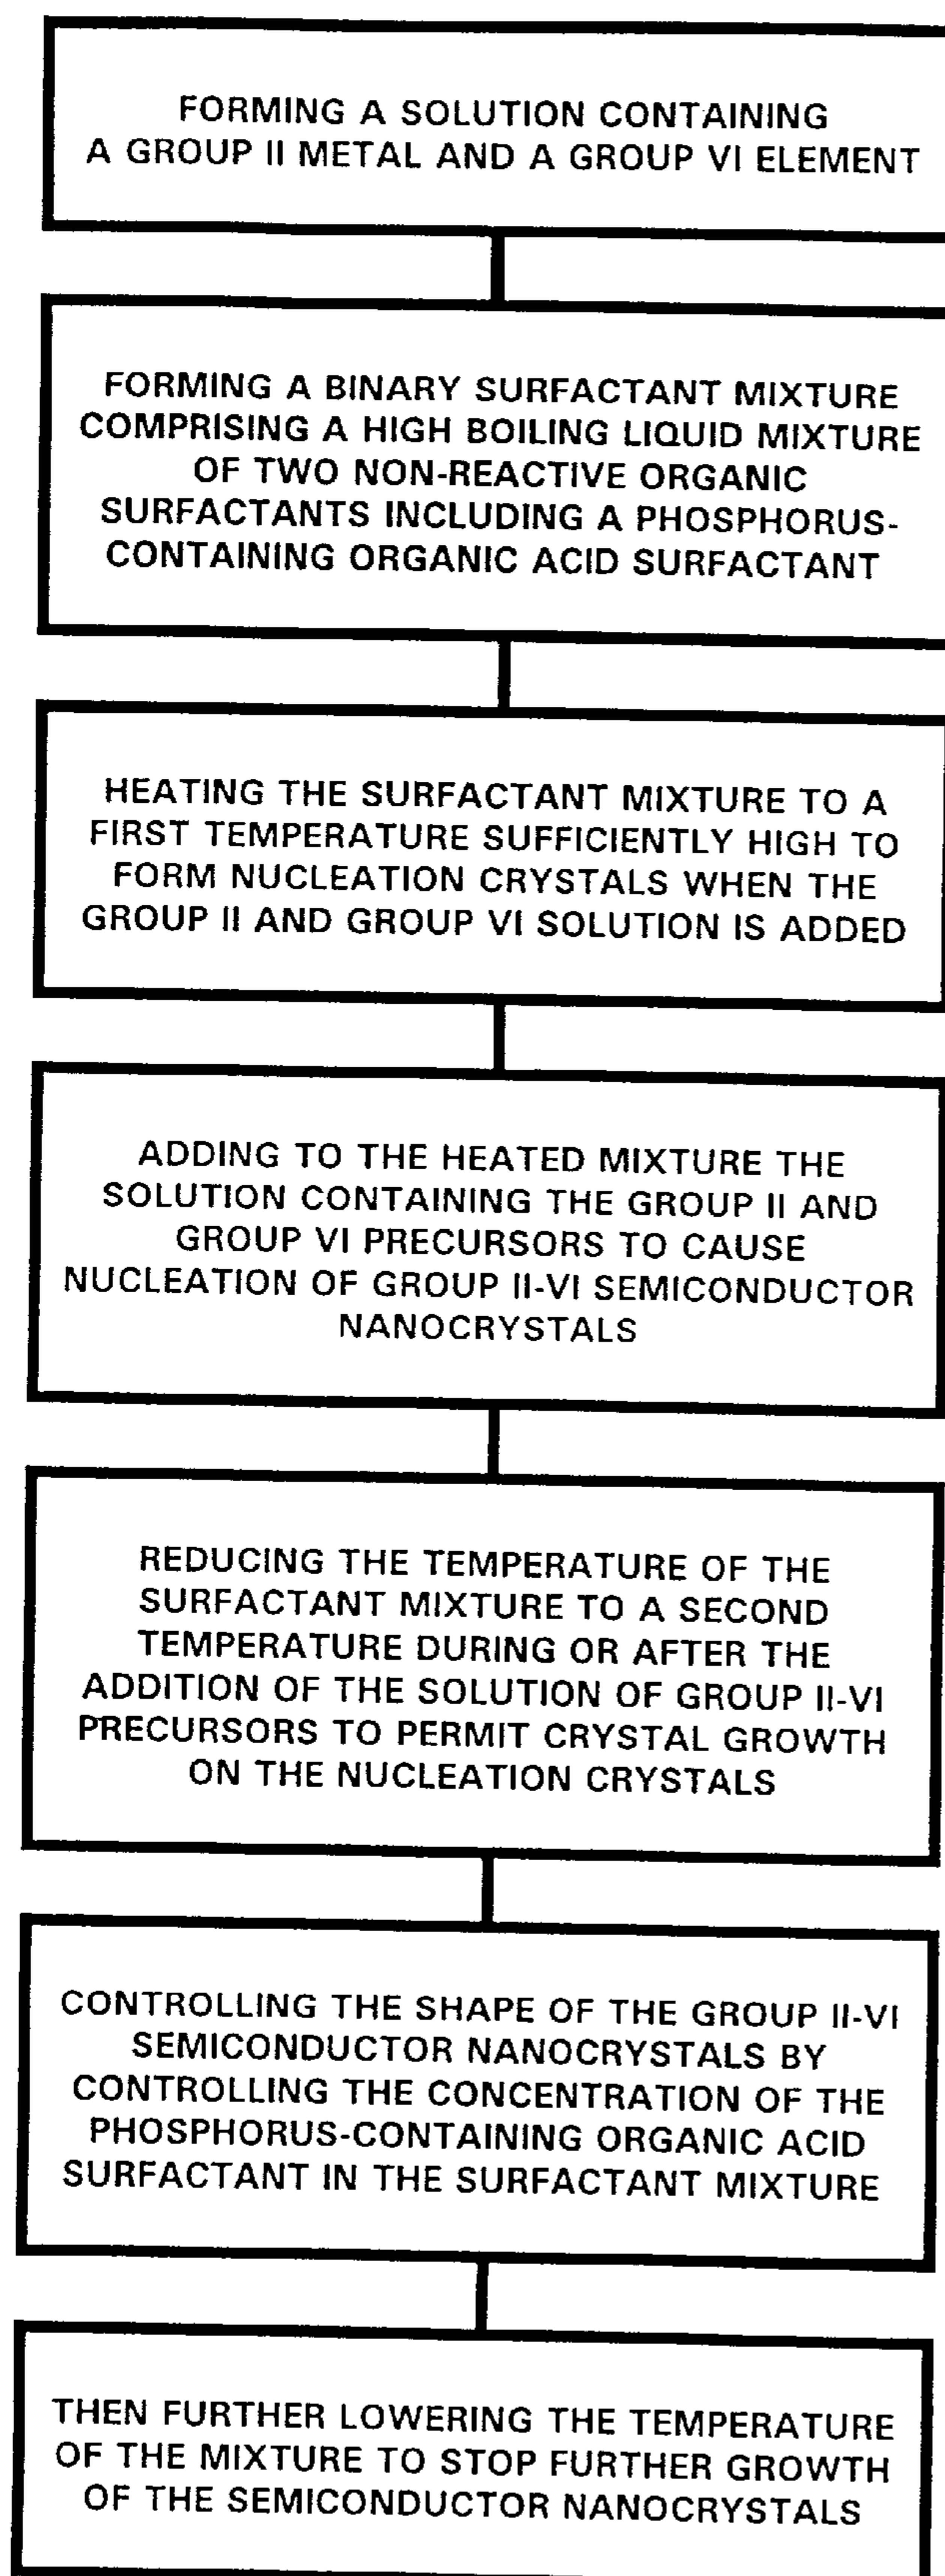 FORMING A SOLUTION CONTAINING
A GROUP II METAL AND A GROUP VI ELEMENT
FORMING A BINARY SURFACTANT MIXTURE
COMPRISING A HIGH BOILING LIQUID MIXTURE
OF TWO NON-REACTIVE ORGANIC
SURFACTANTS INCLUDING A PHOSPHORUS-
CONTAINING ORGANIC ACID SURFACTANT
HEATING THE SURFACTANT MIXTURE TO A
FIRST TEMPERATURE SUFFICIENTLY HIGH TO
FORM NUCLEATION CRYSTALS WHEN THE
GROUP II AND GROUP VI SOLUTION IS ADDED
ADDING TO THE HEATED MIXTURE THE
SOLUTION CONTAINING THE GROUP II AND
GROUP VI PRECURSORS TO CAUSE
NUCLEATION OF GROUP II-VI SEMICONDUCTOR
NANOCRYSTALS
REDUCING THE TEMPERATURE OF THE
SURFACTANT MIXTURE TO A SECOND
TEMPERATURE DURING OR AFTER THE
ADDITION OF THE SOLUTION OF GROUP II-VI
PRECURSORS TO PERMIT CRYSTAL GROWTH
ON THE NUCLEATION CRYSTALS
CONTROLLING THE SHAPE OF THE GROUP II-VI
SEMICONDUCTOR NANOCRYSTALS BY
CONTROLLING THE CONCENTRATION OF THE
PHOSPHORUS-CONTAINING ORGANIC ACID
SURFACTANT IN THE SURFACTANT MIXTURE
THEN FURTHER LOWERING THE TEMPERATURE
OF THE MIXTURE TO STOP FURTHER GROWTH
OF THE SEMICONDUCTOR NANOCRYSTALS